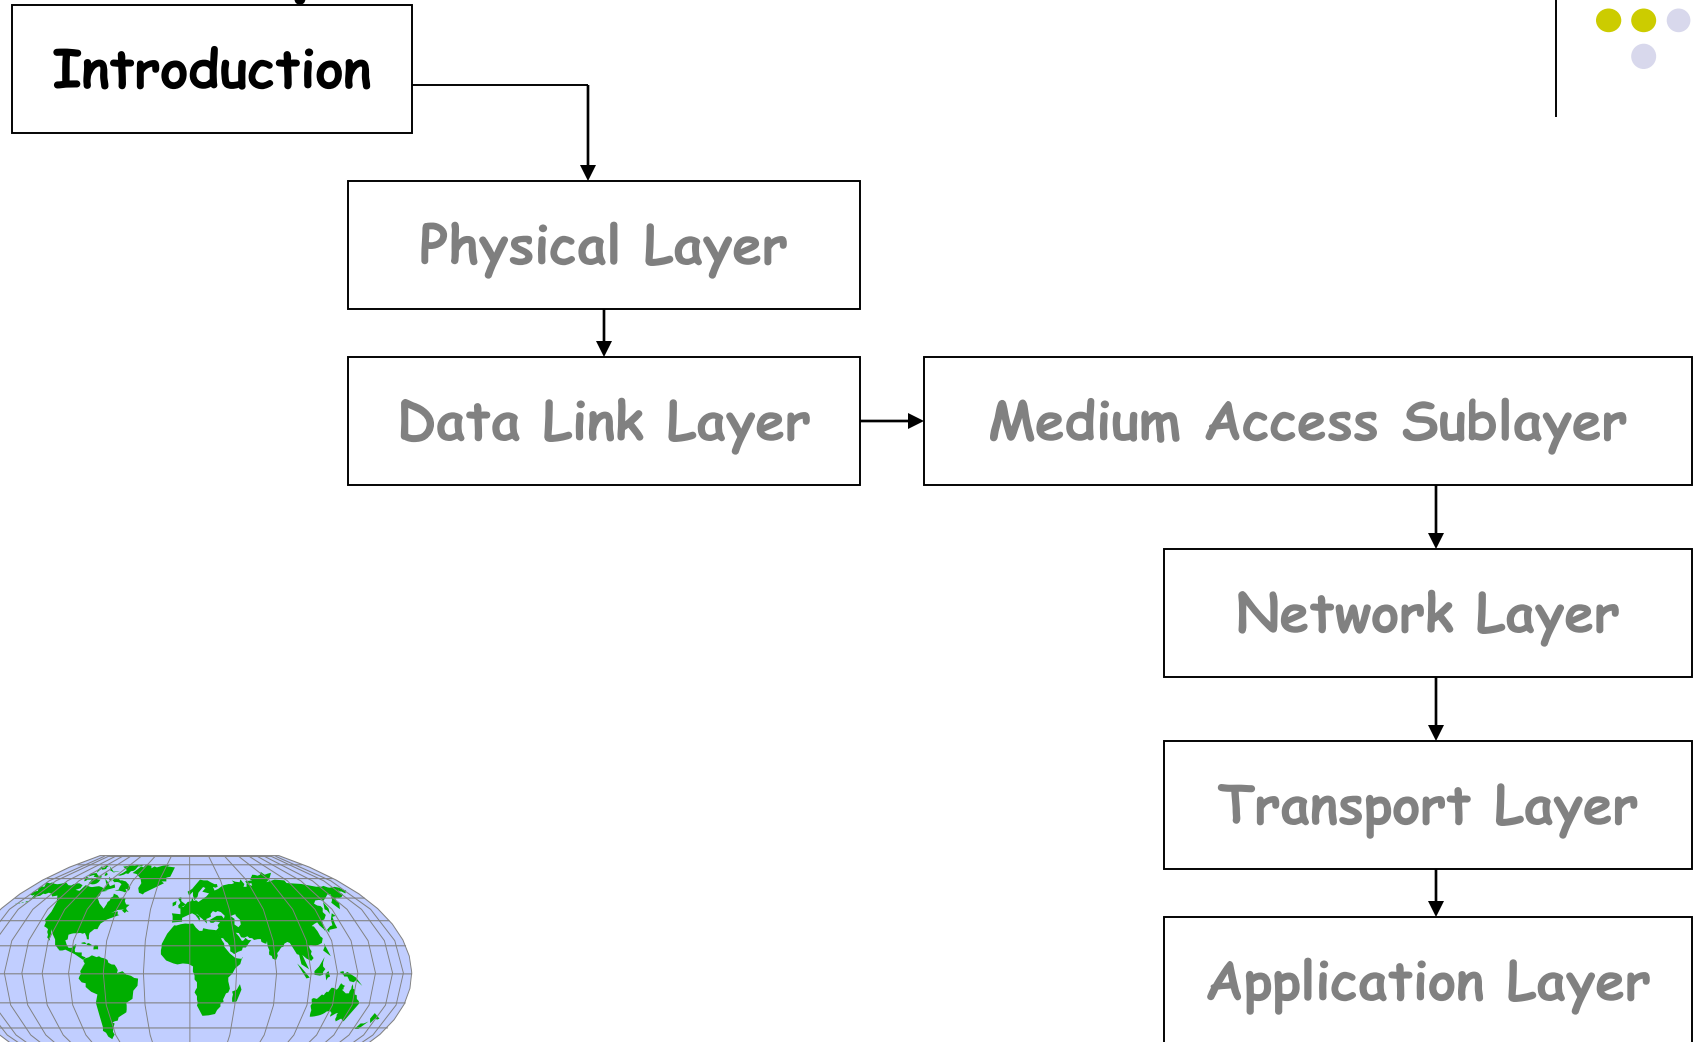 Introduction
Physical Layer
Data Link Layer
Medium Access Sublayer
Network Layer
Transport Layer
Application Layer